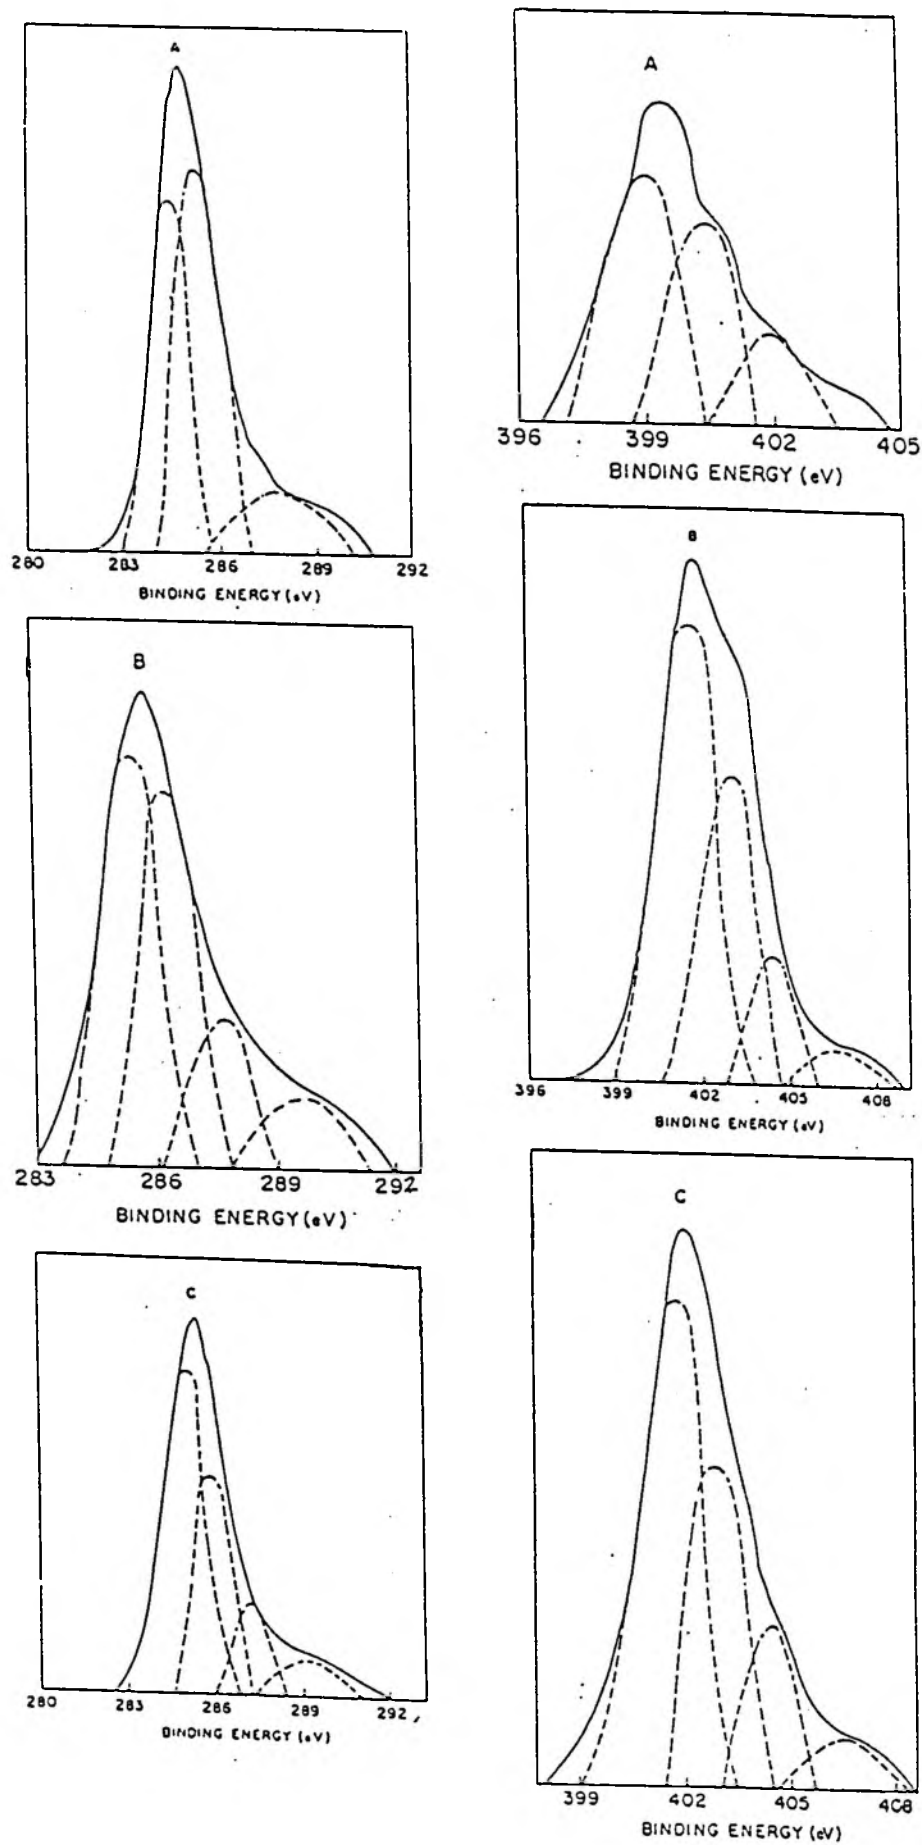 A
280 283 286 289 292
BINDING ENERGY (eV)
B
283 286 289 292
BINDING ENERGY (eV)
C
280 283 286 289 292
BINDING ENERGY (eV)
A
396 399 402 405
BINDING ENERGY (eV)
B
396 399 402 405 408
BINDING ENERGY (eV)
C
399 402 405 408
BINDING ENERGY (eV)